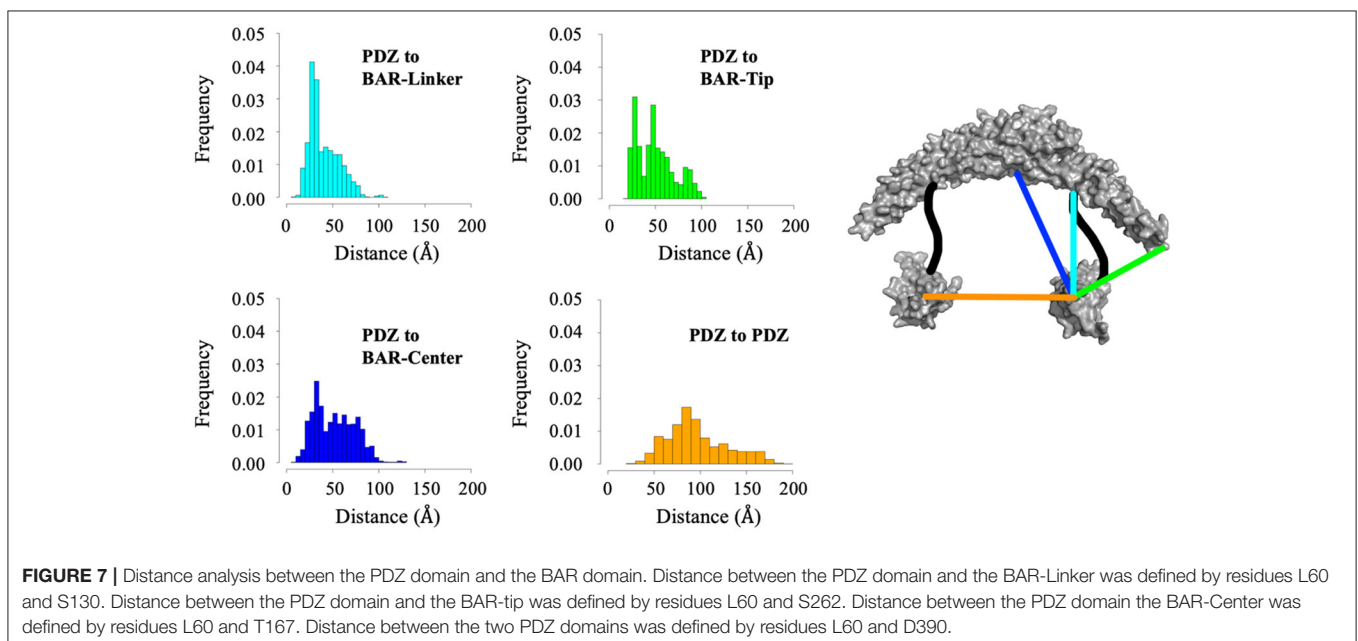 0.05
0.04
0.03
0.02
0.01
0.00
Frequency
PDZ to
BAR-Linker
0 50 100 150 200
Distance (Å)
0.05
0.04
0.03
0.02
0.01
0.00
Frequency
PDZ to
BAR-Tip
0 50 100 150 200
Distance (Å)
0.05
0.04
0.03
0.02
0.01
0.00
Frequency
PDZ to
BAR-Center
0 50 100 150 200
Distance (Å)
0.05
0.04
0.03
0.02
0.01
0.00
Frequency
PDZ to PDZ
0 50 100 150 200
Distance (Å)
FIGURE 7 | Distance analysis between the PDZ domain and the BAR domain. Distance between the PDZ domain and the BAR-Linker was defined by residues L60
and S130. Distance between the PDZ domain and the BAR-tip was defined by residues L60 and S262. Distance between the PDZ domain the BAR-Center was
defined by residues L60 and T167. Distance between the two PDZ domains was defined by residues L60 and D390.